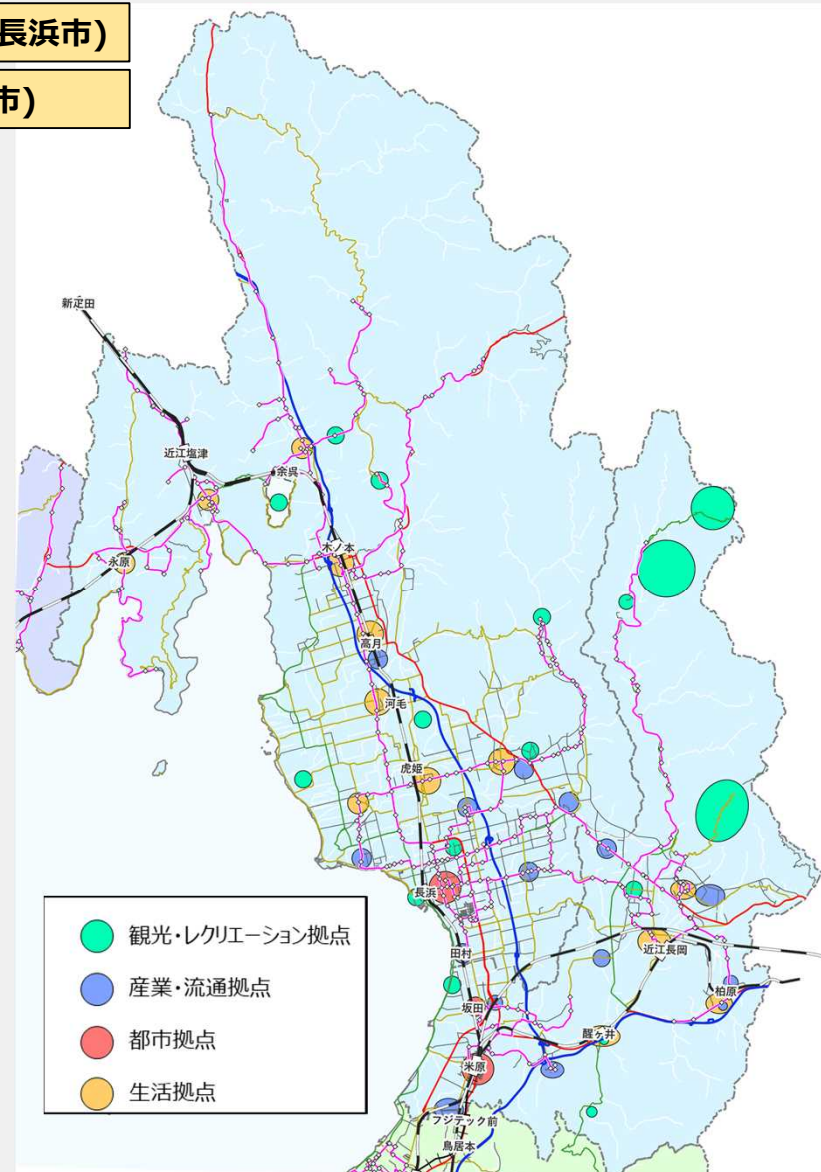 長浜市)
市)
新疋田
近江塩津
余呉
永原
木ノ本
高月
河毛
虎姫
長浜
田村
近江長岡
柏原
坂田
醒ヶ井
米原
フジテック前
鳥居本
観光・レクリエーション拠点
産業・流通拠点
都市拠点
生活拠点